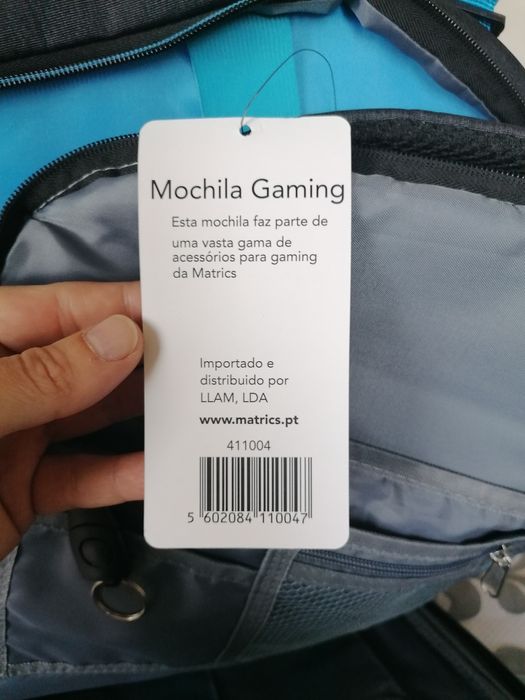 Mochila Gaming
Esta mochila faz parte de
uma vasta gama de
acessórios para gaming
da Matrics
Importado e
distribuido por
LLAM, LDA
www.matrics.pt
411004
5 602084 110047